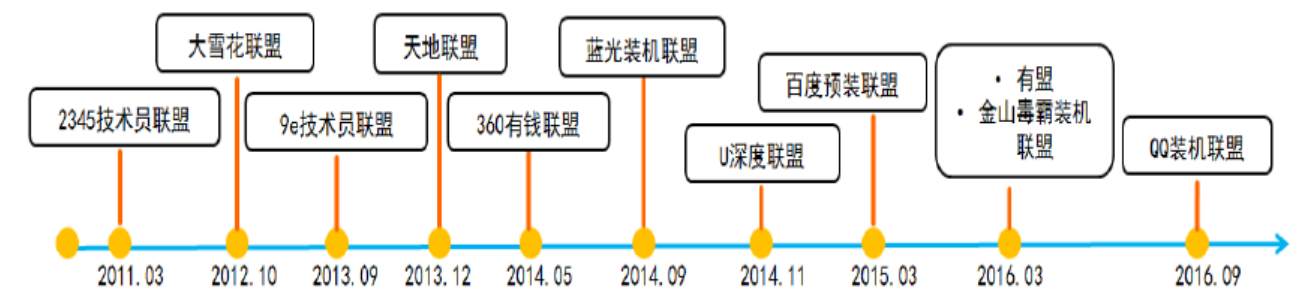 大雪花联盟
天地联盟
蓝光装机联盟
2345技术员联盟
9e技术员联盟
360有钱联盟
U深度联盟
百度预装联盟
• 有盟
• 金山毒霸装机
联盟
QQ装机联盟
2011.03
2012.10
2013.09
2013.12
2014.05
2014.09
2014.11
2015.03
2016.03
2016.09